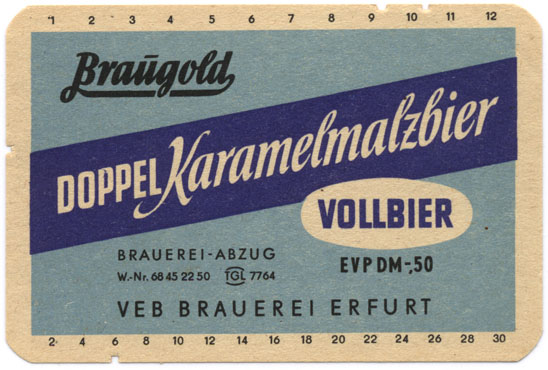 1 2 3 4 5 6 7 8 9 10 11 12
Braugold
DOPPEL Karamelmalzbier
VOLLBIER
BRAUEREI-ABZUG
EVP DM -,50
W.-Nr. 68 45 22 50 TGL 7764
VEB BRAUEREI ERFURT
2 4 6 8 10 12 14 16 18 20 22 24 26 28 30